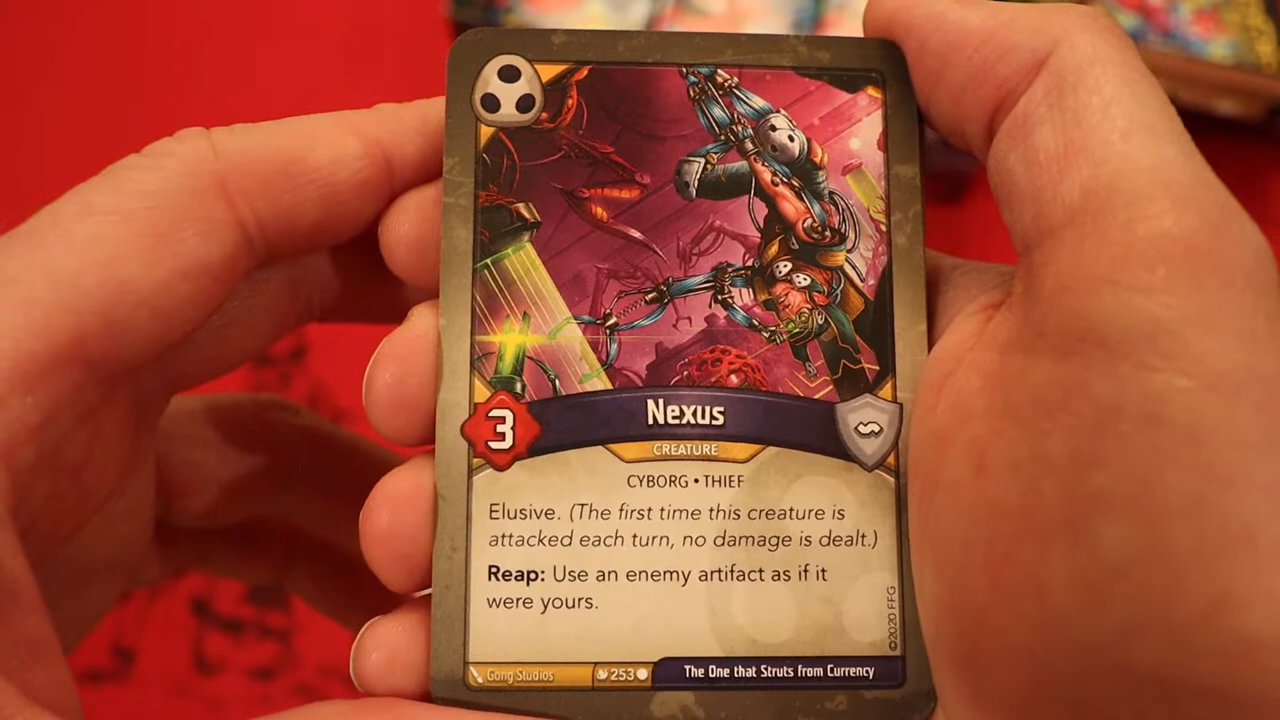 3
Nexus
CREATURE
CYBORG • THIEF
Elusive. (The first time this creature is
attacked each turn, no damage is dealt.)
Reap: Use an enemy artifact as if it
were yours.
©2020 FFG
Gong Studios
253
The One that Struts from Currency